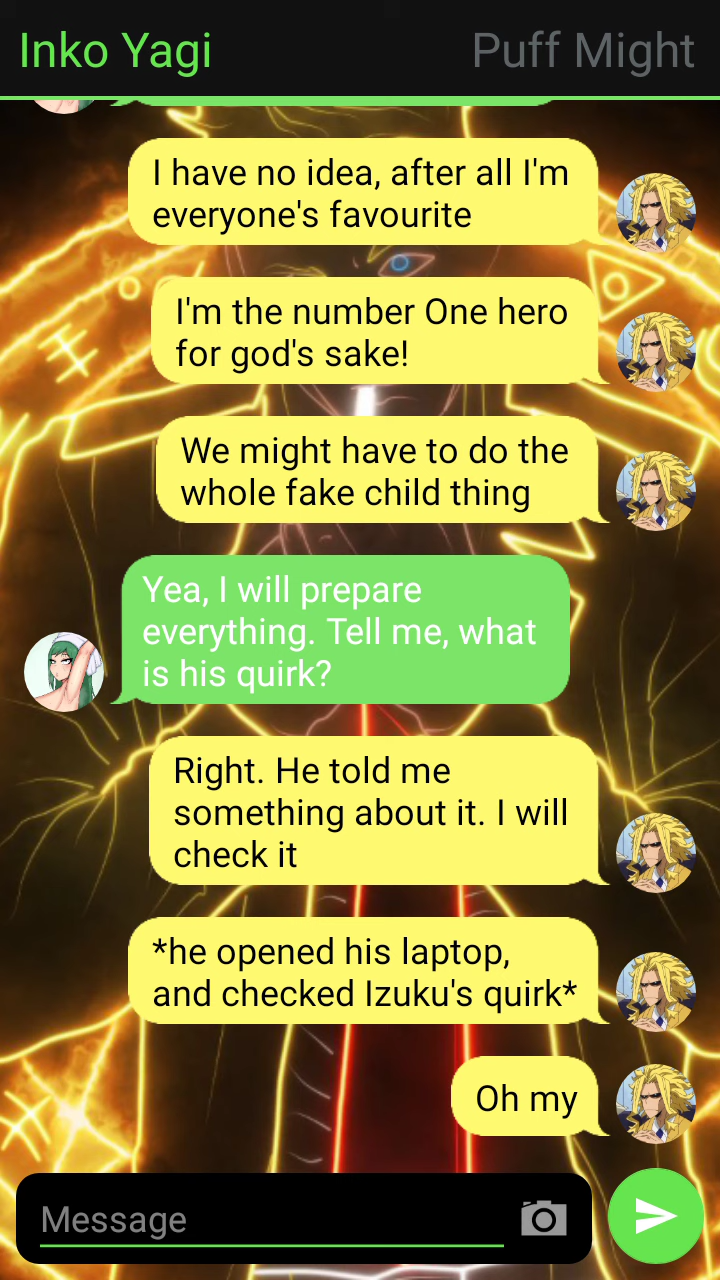 Inko Yagi
Puff Might
I have no idea, after all I'm
everyone's favourite
I'm the number One hero
for god's sake!
We might have to do the
whole fake child thing
Yea, I will prepare
everything. Tell me, what
is his quirk?
Right. He told me
something about it. I will
check it
*he opened his laptop,
and checked Izuku's quirk*
Oh my
Message